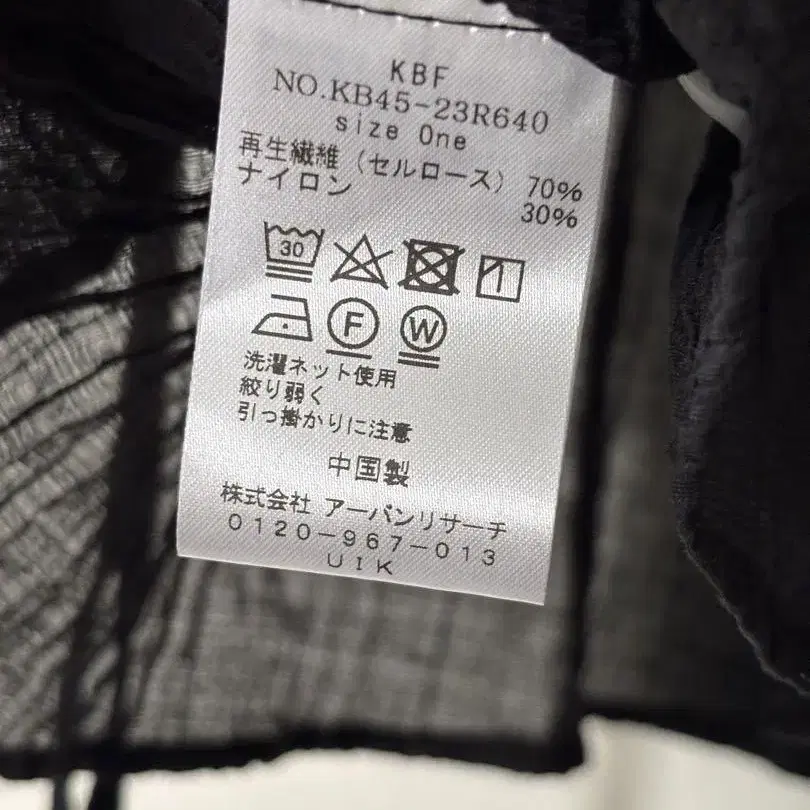 KBF
NO.KB45-23R640
size One
再生繊維 (セルロース) 70%
ナイロン 30%
30
F W
洗濯ネット使用
絞り弱く
引っ掛かりに注意
中国製
株式会社 アーバンリサーチ
0120-967-013
UIK